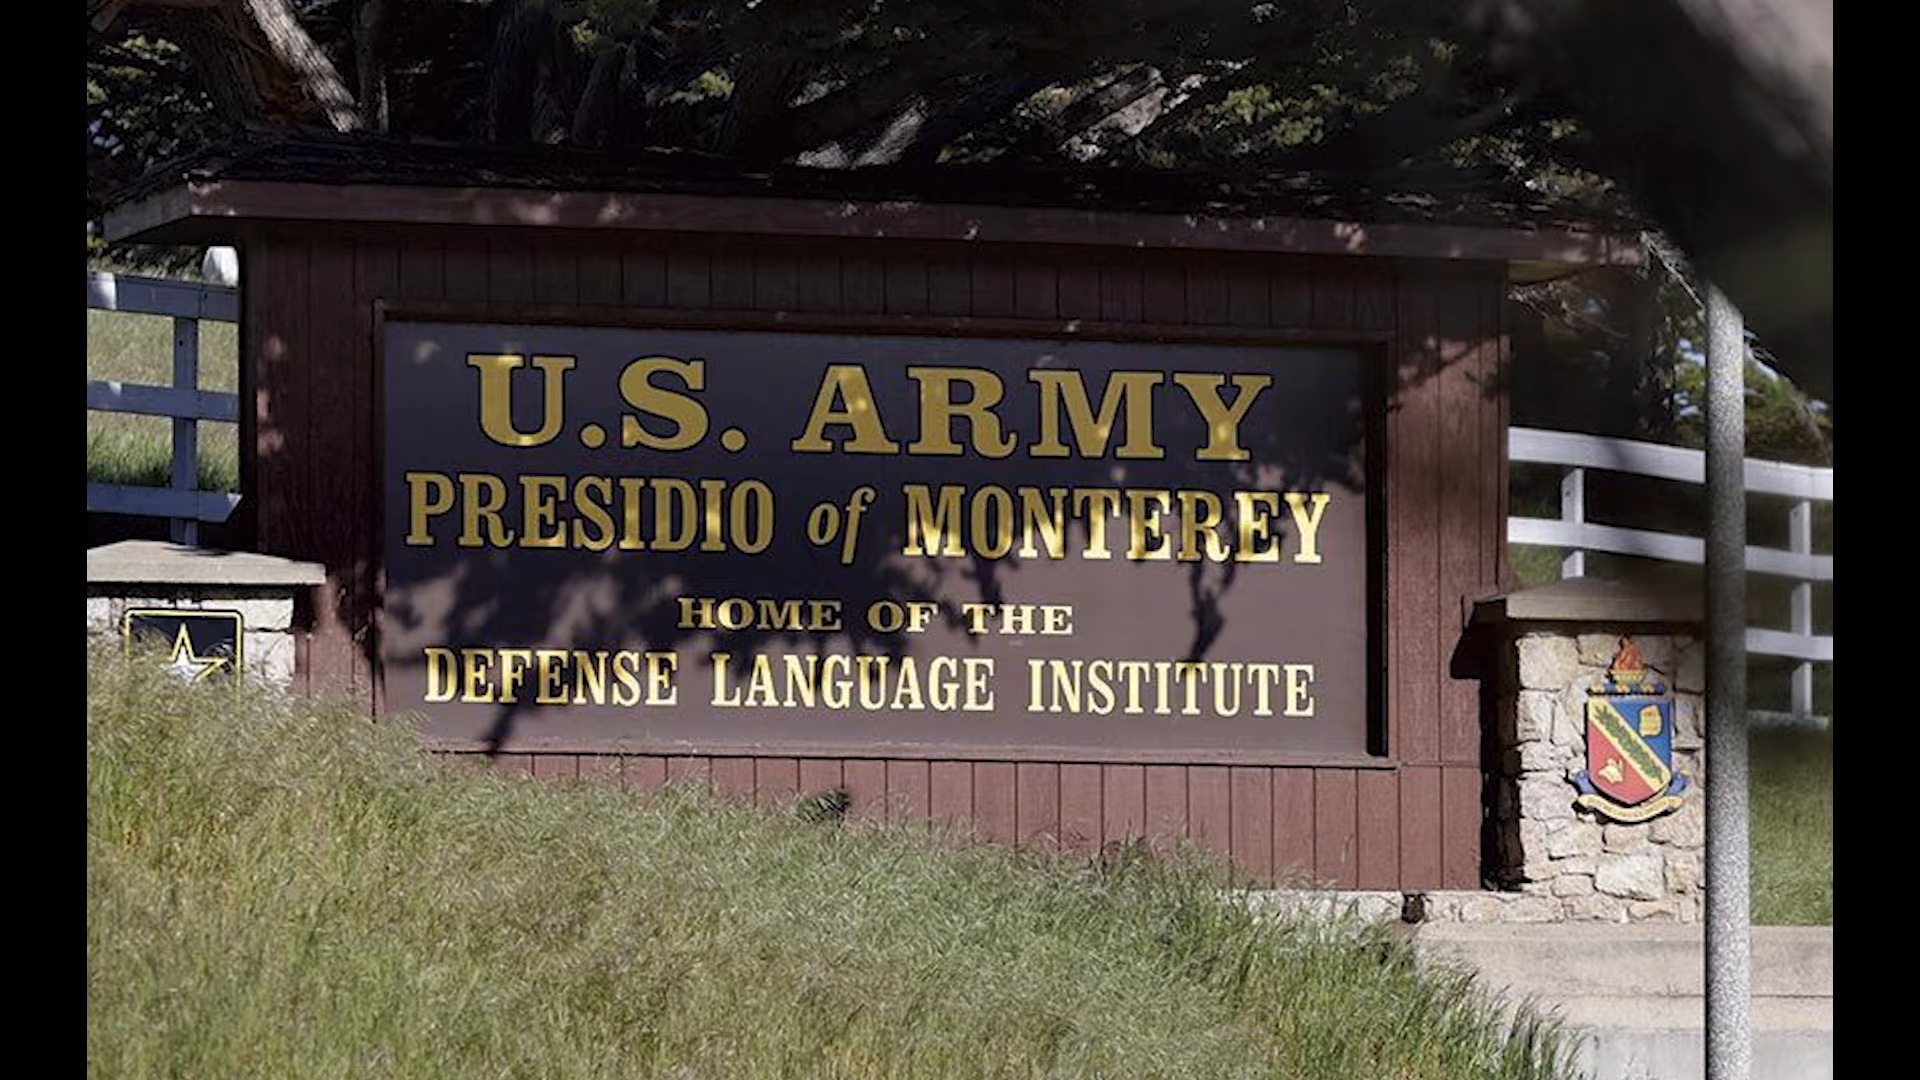 U.S. ARMY
PRESIDIO of MONTEREY
HOME OF THE
DEFENSE LANGUAGE INSTITUTE